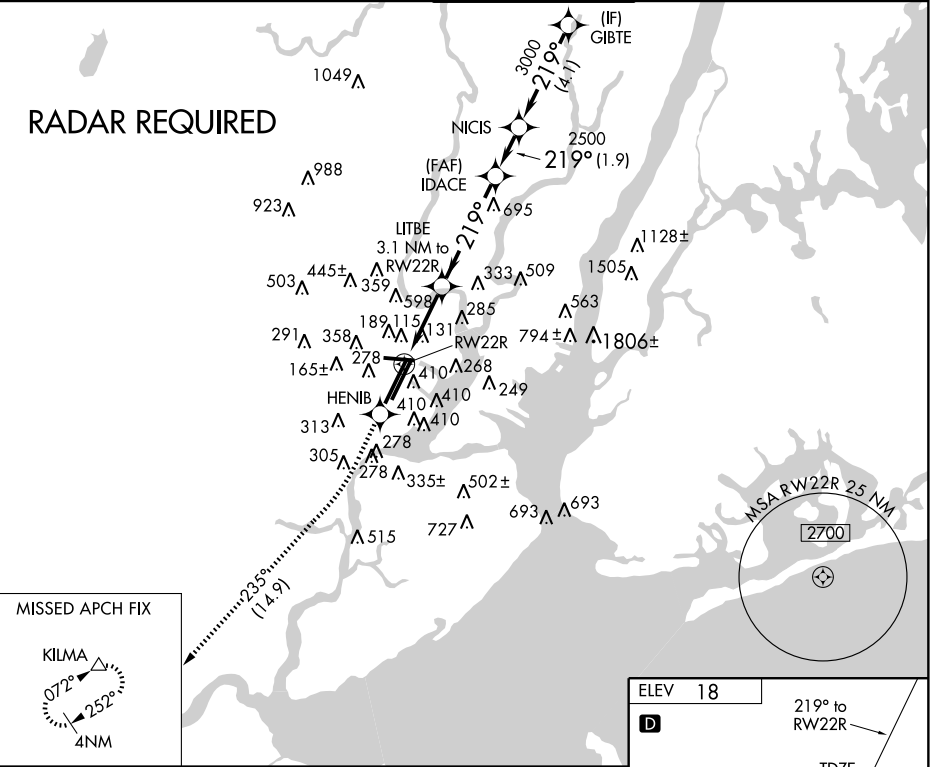 (IF)
GIBTE
3000
219°
(4.1)
1049
RADAR REQUIRED
NICIS
2500
219° (1.9)
(FAF)
IDACE
988
923
695
219°
LITBE
3.1 NM to
RW22R
1128±
1505
503
445±
359
598
333
509
285
563
189
115
131
291
358
RW22R
794±
1806±
165±
278
410
268
249
HENIB
410
410
410
313
278
305
278
335±
502±
693
693
727
515
MSA RW22R 25 NM
2700
235°
(14.9)
MISSED APCH FIX
KILMA
072°
252°
4NM
ELEV 18
D
219° to
RW22R
TDZE